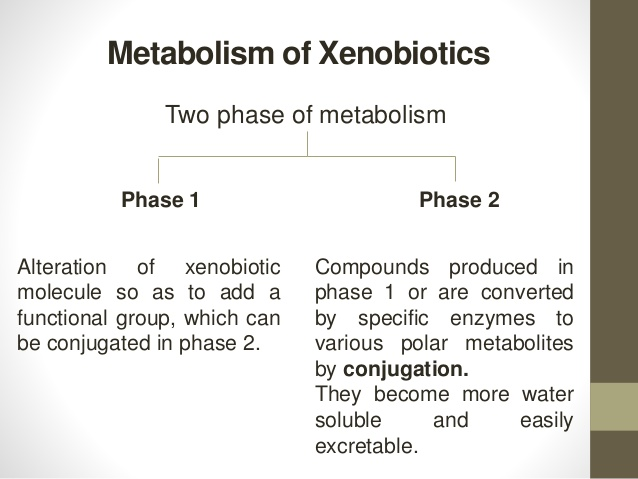 Metabolism of Xenobiotics
Two phase of metabolism
Phase 1
Alteration of xenobiotic
molecule so as to add a
functional group, which can
be conjugated in phase 2.
Phase 2
Compounds produced in
phase 1 or are converted
by specific enzymes to
various polar metabolites
by conjugation.
They become more water
soluble and easily
excretable.